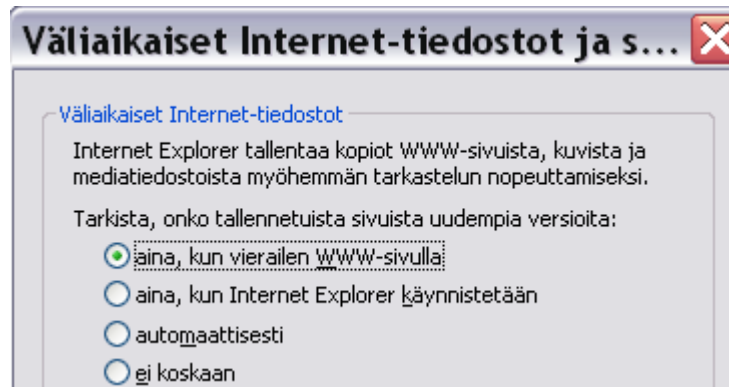 Väliaikaiset Internet-tiedostot ja s...
Väliaikaiset Internet-tiedostot
Internet Explorer tallentaa kopiot WWW-sivuista, kuvista ja
mediatiedostoista myöhemmän tarkastelun nopeuttamiseksi.
Tarkista, onko tallennetuista sivuista uudempia versioita:
aina, kun vierailen WWW-sivulla
aina, kun Internet Explorer käynnistetään
automaattisesti
ei koskaan